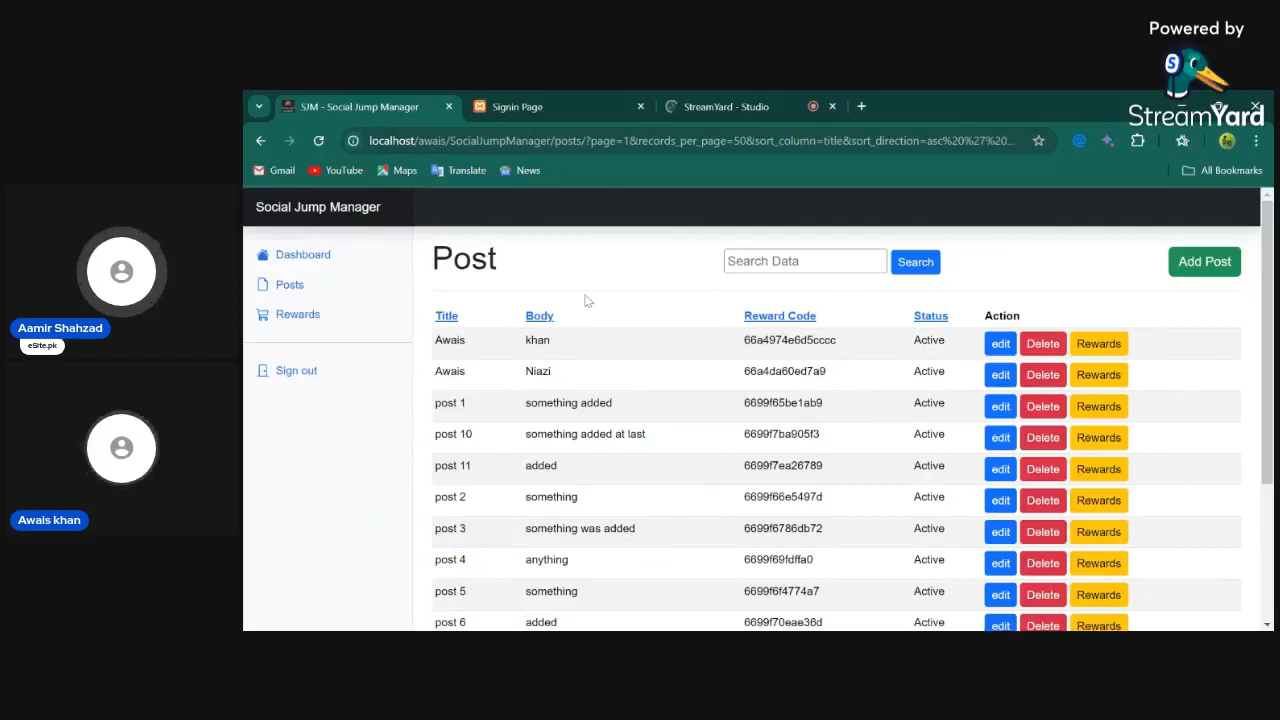 Powered by
S
StreamYard
SJM - Social Jump Manager
Signin Page
StreamYard - Studio
localhost/awais/SocialJumpManager/posts/?page=1&records_per_page=50&sort_column=title&sort_direction=asc%20%27%20...
Gmail YouTube Maps Translate News All Bookmarks
Social Jump Manager
Dashboard
Posts
Rewards
Sign out
Post
Search Data Search
Add Post
Title Body Reward Code Status Action
Awais khan 66a4974e6d5cccc Active edit Delete Rewards
Awais Niazi 66a4da60ed7a9 Active edit Delete Rewards
post 1 something added 6699f65be1ab9 Active edit Delete Rewards
post 10 something added at last 6699f7ba905f3 Active edit Delete Rewards
post 11 added 6699f7ea26789 Active edit Delete Rewards
post 2 something 6699f66e5497d Active edit Delete Rewards
post 3 something was added 6699f6786db72 Active edit Delete Rewards
post 4 anything 6699f69fdffa0 Active edit Delete Rewards
post 5 something 6699f6f4774a7 Active edit Delete Rewards
post 6 added 6699f70eae36d Active edit Delete Rewards
Aamir Shahzad
eSite.pk
Awais khan